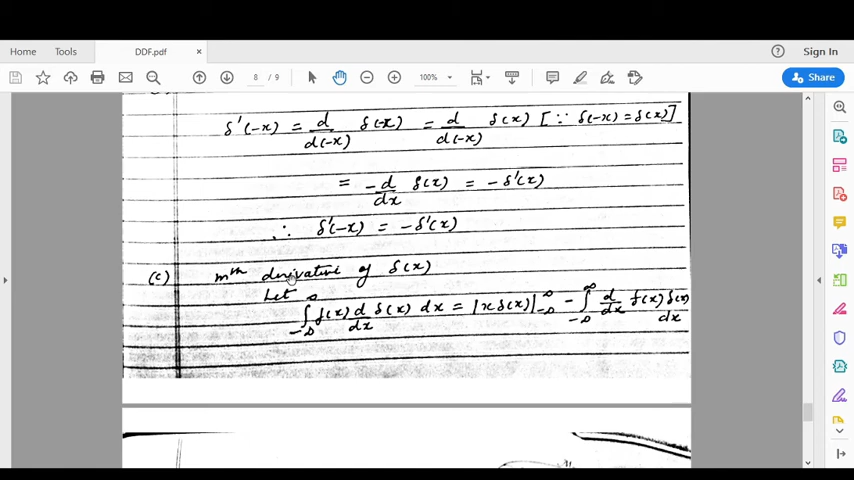 Home Tools DDF.pdf × Sign In
8 / 9 100% Share
δ'(-x) = d/d(-x) δ(-x) = d/d(-x) δ(x) [∵ δ(-x) = δ(x)]
= -d/dx δ(x) = -δ'(x)
∴ δ'(-x) = -δ'(x)
(c) mth derivative of δ(x)
Let
∫_{-∞}^{∞} f(x) d/dx δ(x) dx = |x δ(x)|_{-∞}^{∞} - ∫_{-∞}^{∞} d/dx f(x) δ(x) dx